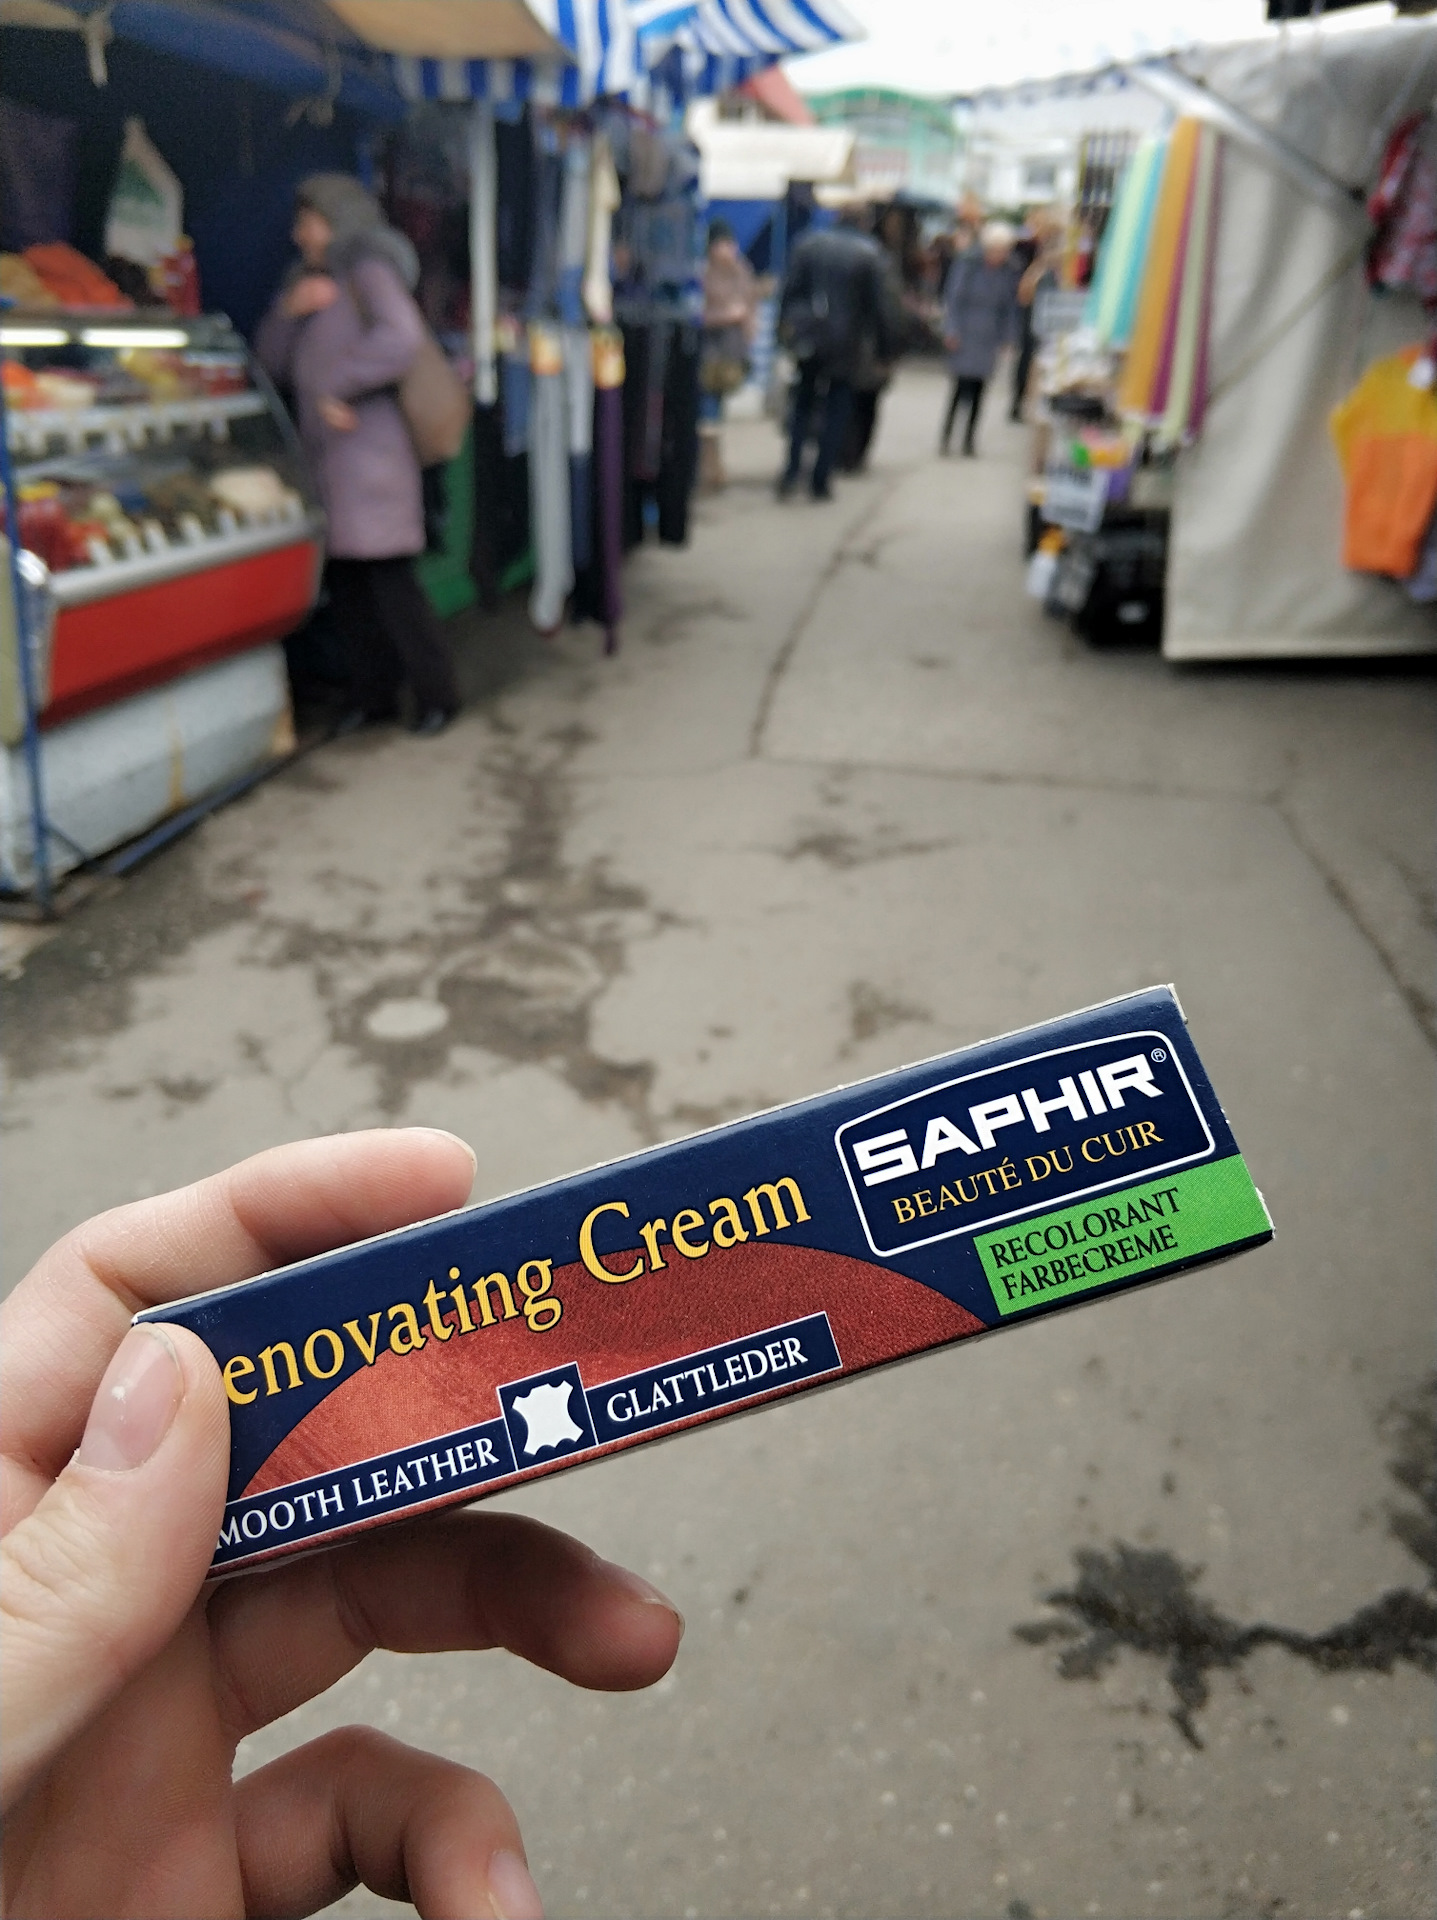 enovating Cream
SAPHIR®
BEAUTÉ DU CUIR
RECOLORANT
FARBECREME
MOOTH LEATHER GLATTLEDER